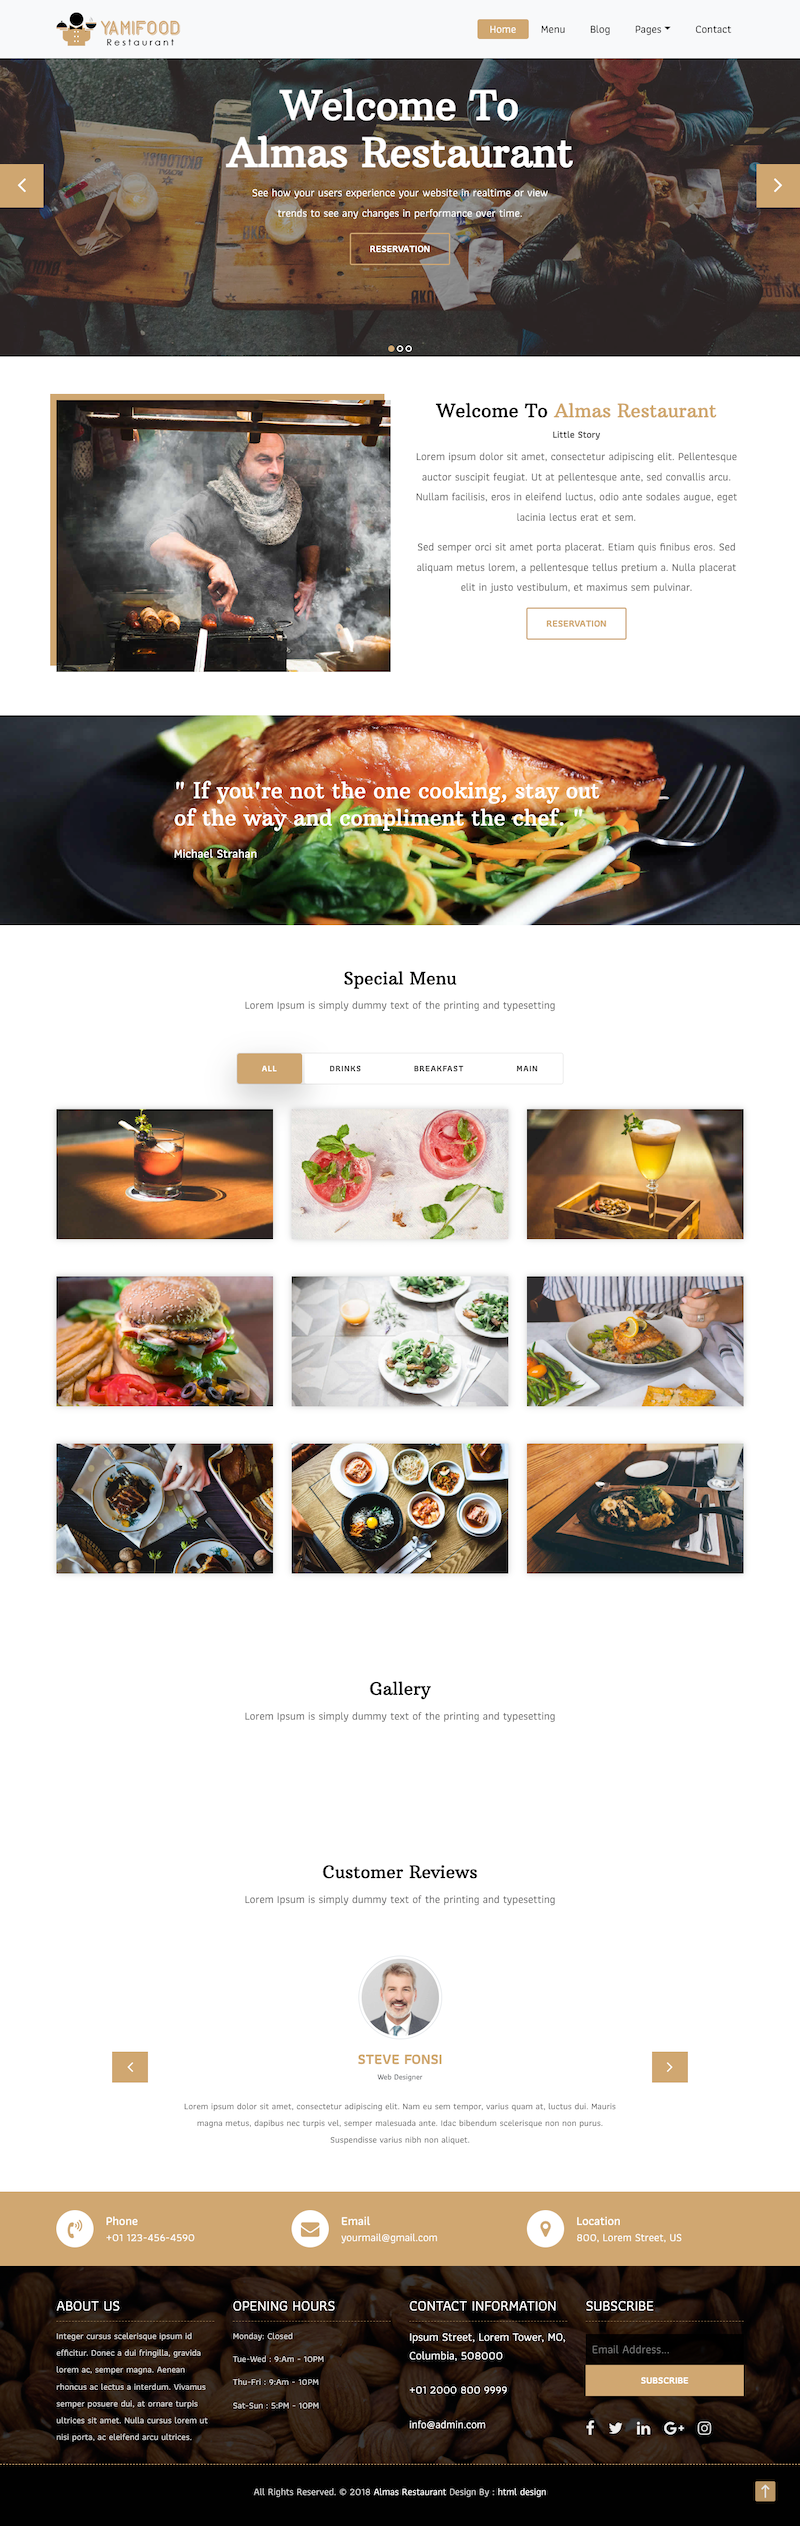 YAMIFOOD
Restaurant
Home Menu Blog Pages Contact
Welcome To
Almas Restaurant
See how your users experience your website in realtime or view
trends to see any changes in performance over time.
RESERVATION
Welcome To Almas Restaurant
Little Story
Lorem ipsum dolor sit amet, consectetur adipiscing elit. Pellentesque
auctor suscipit feugiat. Ut at pellentesque ante, sed convallis arcu.
Nullam facilisis, eros in eleifend luctus, odio ante sodales augue, eget
lacinia lectus erat et sem.
Sed semper orci sit amet porta placerat. Etiam quis finibus eros. Sed
aliquam metus lorem, a pellentesque tellus pretium a. Nulla placerat
elit in justo vestibulum, et maximus sem pulvinar.
RESERVATION
" If you're not the one cooking, stay out
of the way and compliment the chef. "
Michael Strahan
Special Menu
Lorem Ipsum is simply dummy text of the printing and typesetting
ALL DRINKS BREAKFAST MAIN
Gallery
Lorem Ipsum is simply dummy text of the printing and typesetting
Customer Reviews
Lorem Ipsum is simply dummy text of the printing and typesetting
STEVE FONSI
Web Designer
Lorem ipsum dolor sit amet, consectetur adipiscing elit. Nam eu sem tempor, varius quam at, luctus dui. Mauris
magna metus, dapibus nec turpis vel, semper malesuada ante. Idac bibendum scelerisque non non purus.
Suspendisse varius nibh non aliquet.
Phone
+01 123-456-4590
Email
yourmail@gmail.com
Location
800, Lorem Street, US
ABOUT US
Integer cursus scelerisque ipsum id
efficitur. Donec a dui fringilla, gravida
lorem ac, semper magna. Aenean
rhoncus ac lectus a interdum. Vivamus
semper posuere dui, at ornare turpis
ultrices sit amet. Nulla cursus lorem ut
nisi porta, ac eleifend arcu ultrices.
OPENING HOURS
Monday: Closed
Tue-Wed : 9:Am - 10PM
Thu-Fri : 9:Am - 10PM
Sat-Sun : 5:PM - 10PM
CONTACT INFORMATION
Ipsum Street, Lorem Tower, MO,
Columbia, 508000
+01 2000 800 9999
info@admin.com
SUBSCRIBE
Email Address...
SUBSCRIBE
All Rights Reserved. © 2018 Almas Restaurant Design By : html design